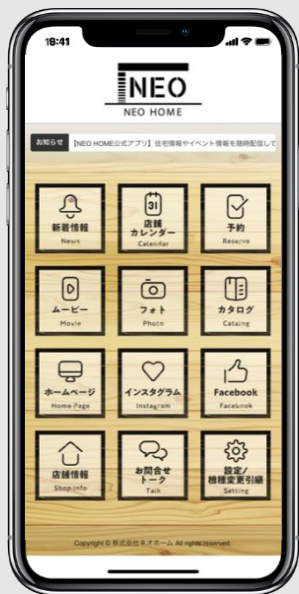 19:41
NEO
NEO HOME
お知らせ 【NEO HOME公式アプリ】住宅情報やイベント情報を随時配信して
新着情報
News
31
店舗
カレンダー
Calendar
予約
Reserve
ムービー
Movie
フォト
Photo
カタログ
Catalog
ホームページ
Home Page
インスタグラム
Instagram
Facebook
Facebook
店舗情報
Shop info
お問合せ
トーク
Talk
設定/
機種変更引継
Setting
Copyright © 株式会社ネオホーム All rights reserved.